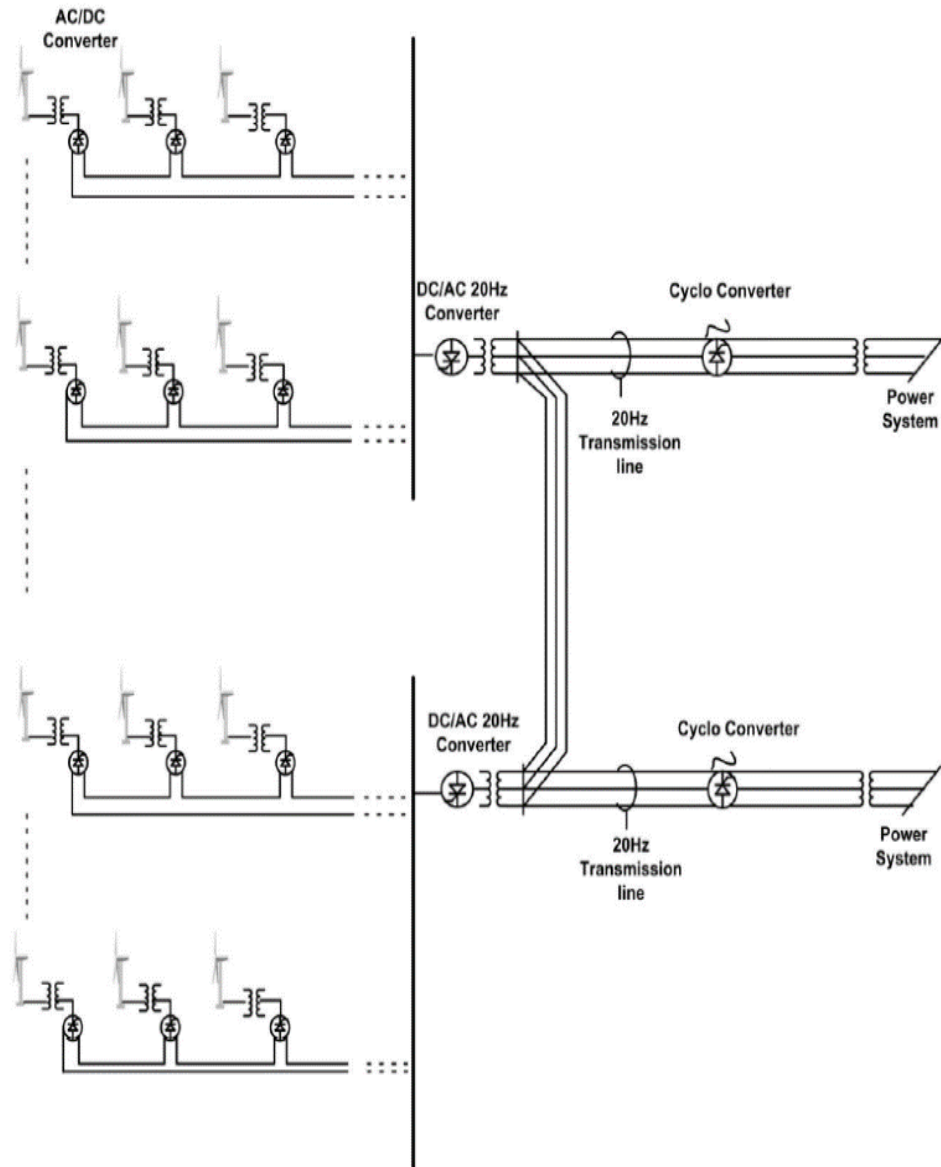 AC/DC
Converter
DC/AC 20Hz
Converter
Cyclo Converter
20Hz
Transmission
line
Power
System
DC/AC 20Hz
Converter
Cyclo Converter
20Hz
Transmission
line
Power
System